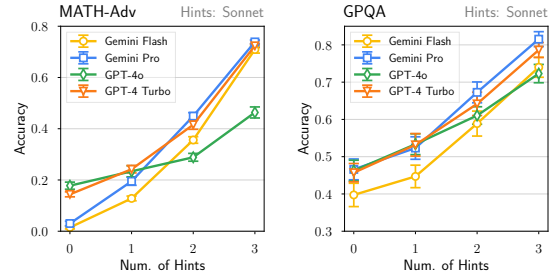 MATH-Adv Hints: Sonnet
Accuracy
0.8
0.6
0.4
0.2
0.0
Gemini Flash
Gemini Pro
GPT-4o
GPT-4 Turbo
0 1 2 3
Num. of Hints
GPQA Hints: Sonnet
Accuracy
0.8
0.7
0.6
0.5
0.4
0.3
Gemini Flash
Gemini Pro
GPT-4o
GPT-4 Turbo
0 1 2 3
Num. of Hints